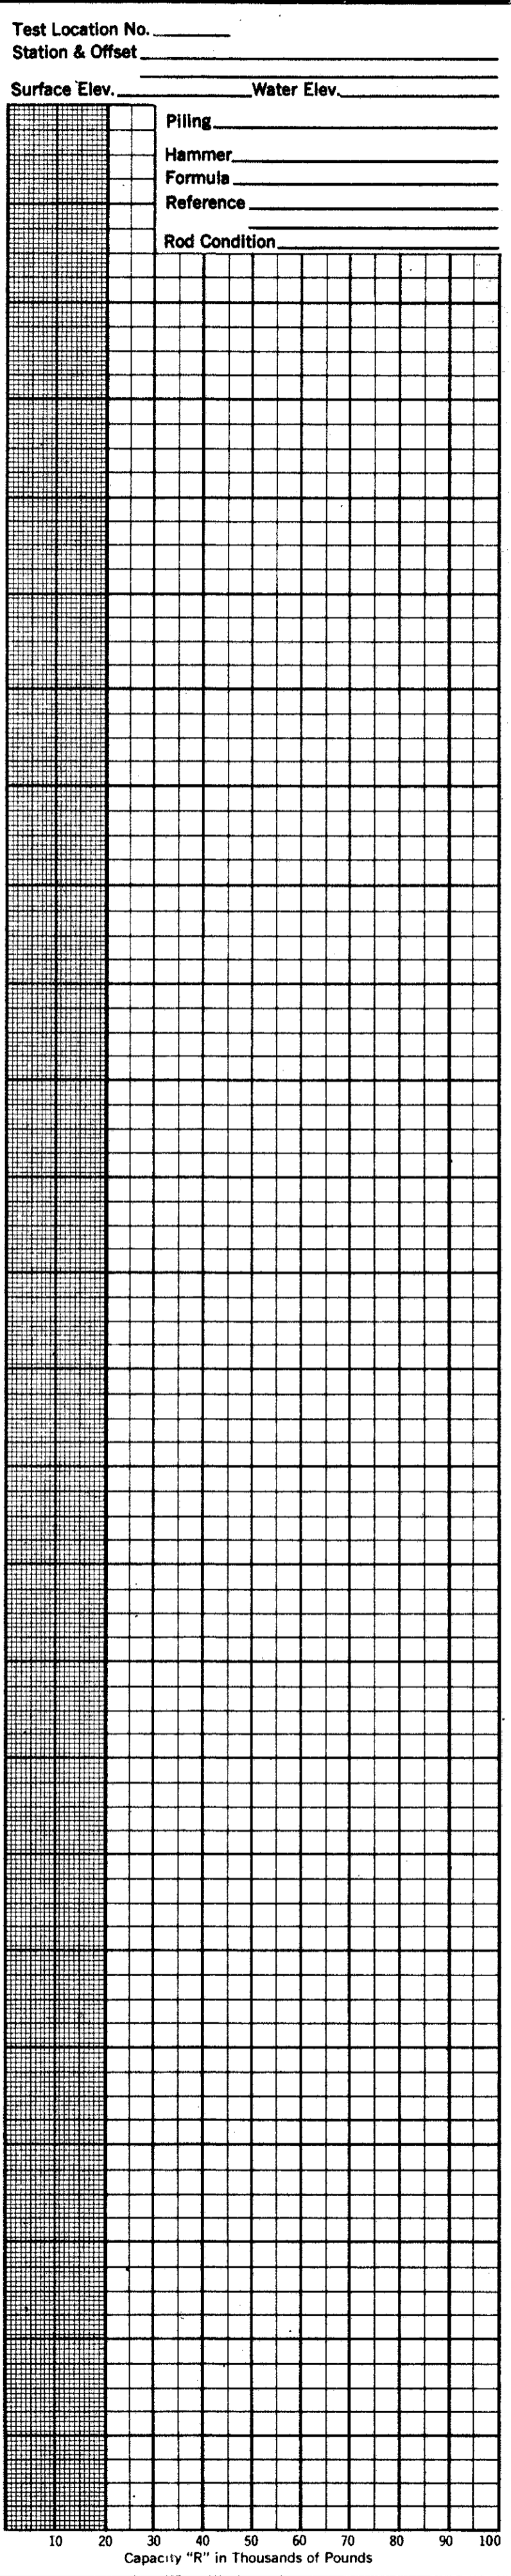 Test Location No.
Station & Offset
Surface Elev. Water Elev.
Piling
Hammer
Formula
Reference
Rod Condition
10 20 30 40 50 60 70 80 90 100
Capacity "R" in Thousands of Pounds